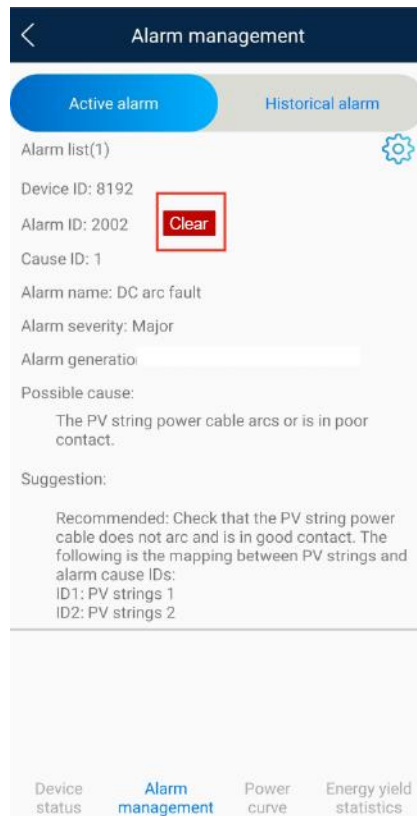 Alarm management
Active alarm
Historical alarm
Alarm list(1)
Device ID: 8192
Alarm ID: 2002
Clear
Cause ID: 1
Alarm name: DC arc fault
Alarm severity: Major
Alarm generatio
Possible cause:
The PV string power cable arcs or is in poor
contact.
Suggestion:
Recommended: Check that the PV string power
cable does not arc and is in good contact. The
following is the mapping between PV strings and
alarm cause IDs:
ID1: PV strings 1
ID2: PV strings 2
Device
status
Alarm
management
Power
curve
Energy yield
statistics